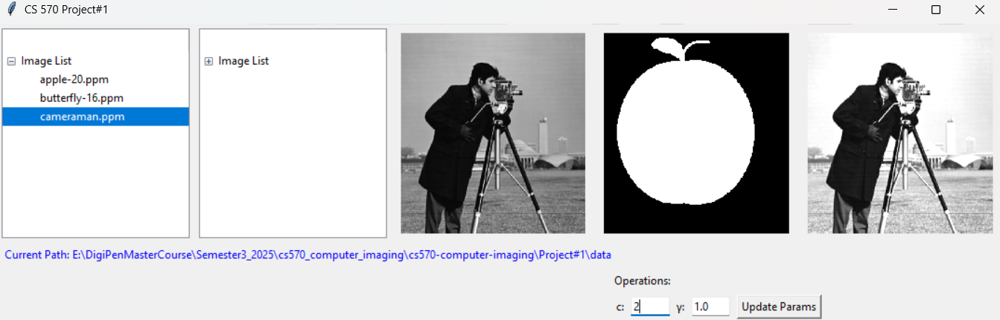 CS 570 Project#1
Image List
apple-20.ppm
butterfly-16.ppm
cameraman.ppm
Image List
Current Path: E:\DigiPenMasterCourse\Semester3_2025\cs570_computer_imaging\cs570-computer-imaging\Project#1\data
Operations:
c: 2 γ: 1.0 Update Params